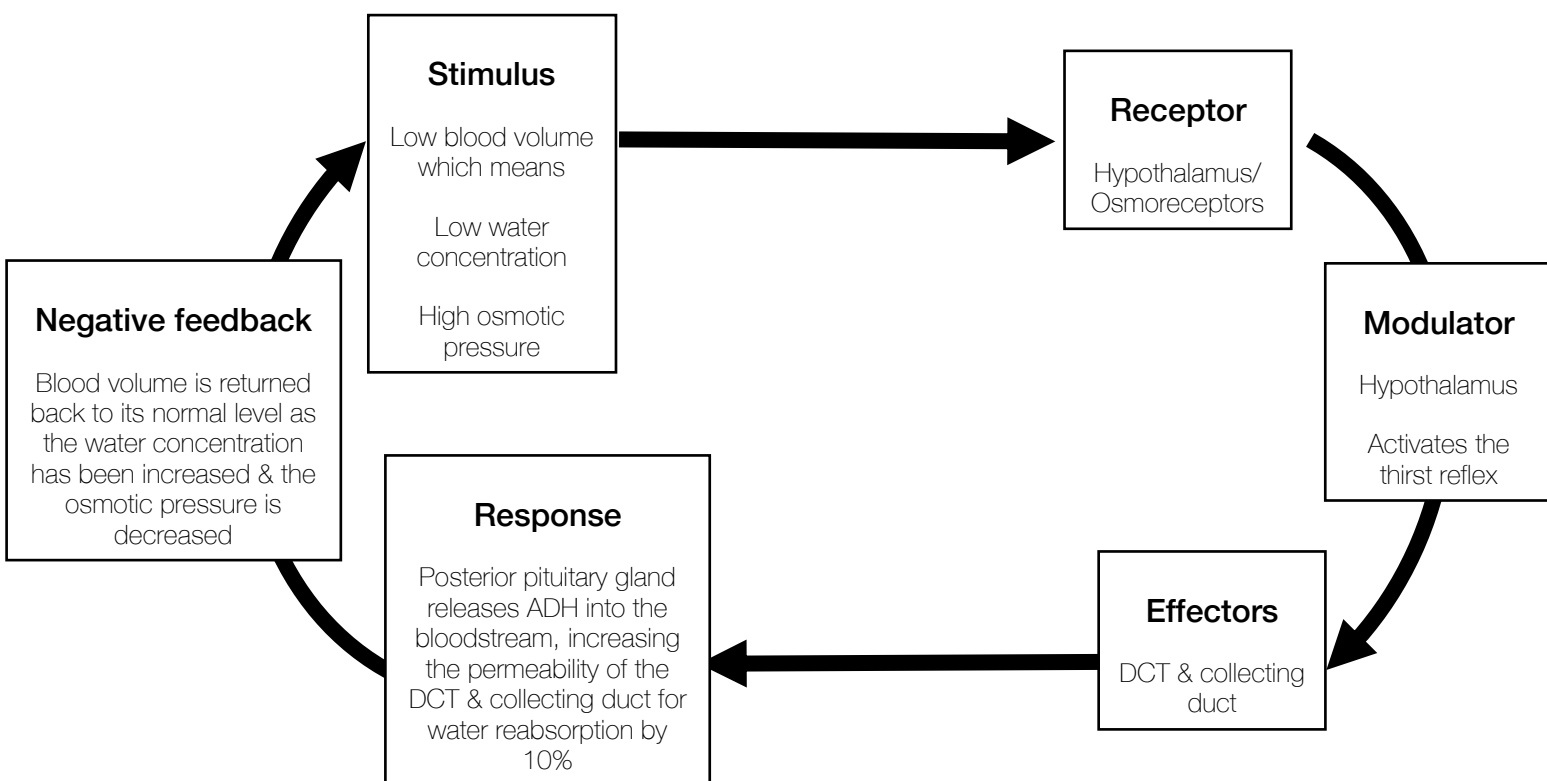 Stimulus
Low blood volume
which means
Low water
concentration
High osmotic
pressure
Receptor
Hypothalamus/
Osmoreceptors
Modulator
Hypothalamus
Activates the
thirst reflex
Effectors
DCT & collecting
duct
Response
Posterior pituitary gland
releases ADH into the
bloodstream, increasing
the permeability of the
DCT & collecting duct for
water reabsorption by
10%
Negative feedback
Blood volume is returned
back to its normal level as
the water concentration
has been increased & the
osmotic pressure is
decreased